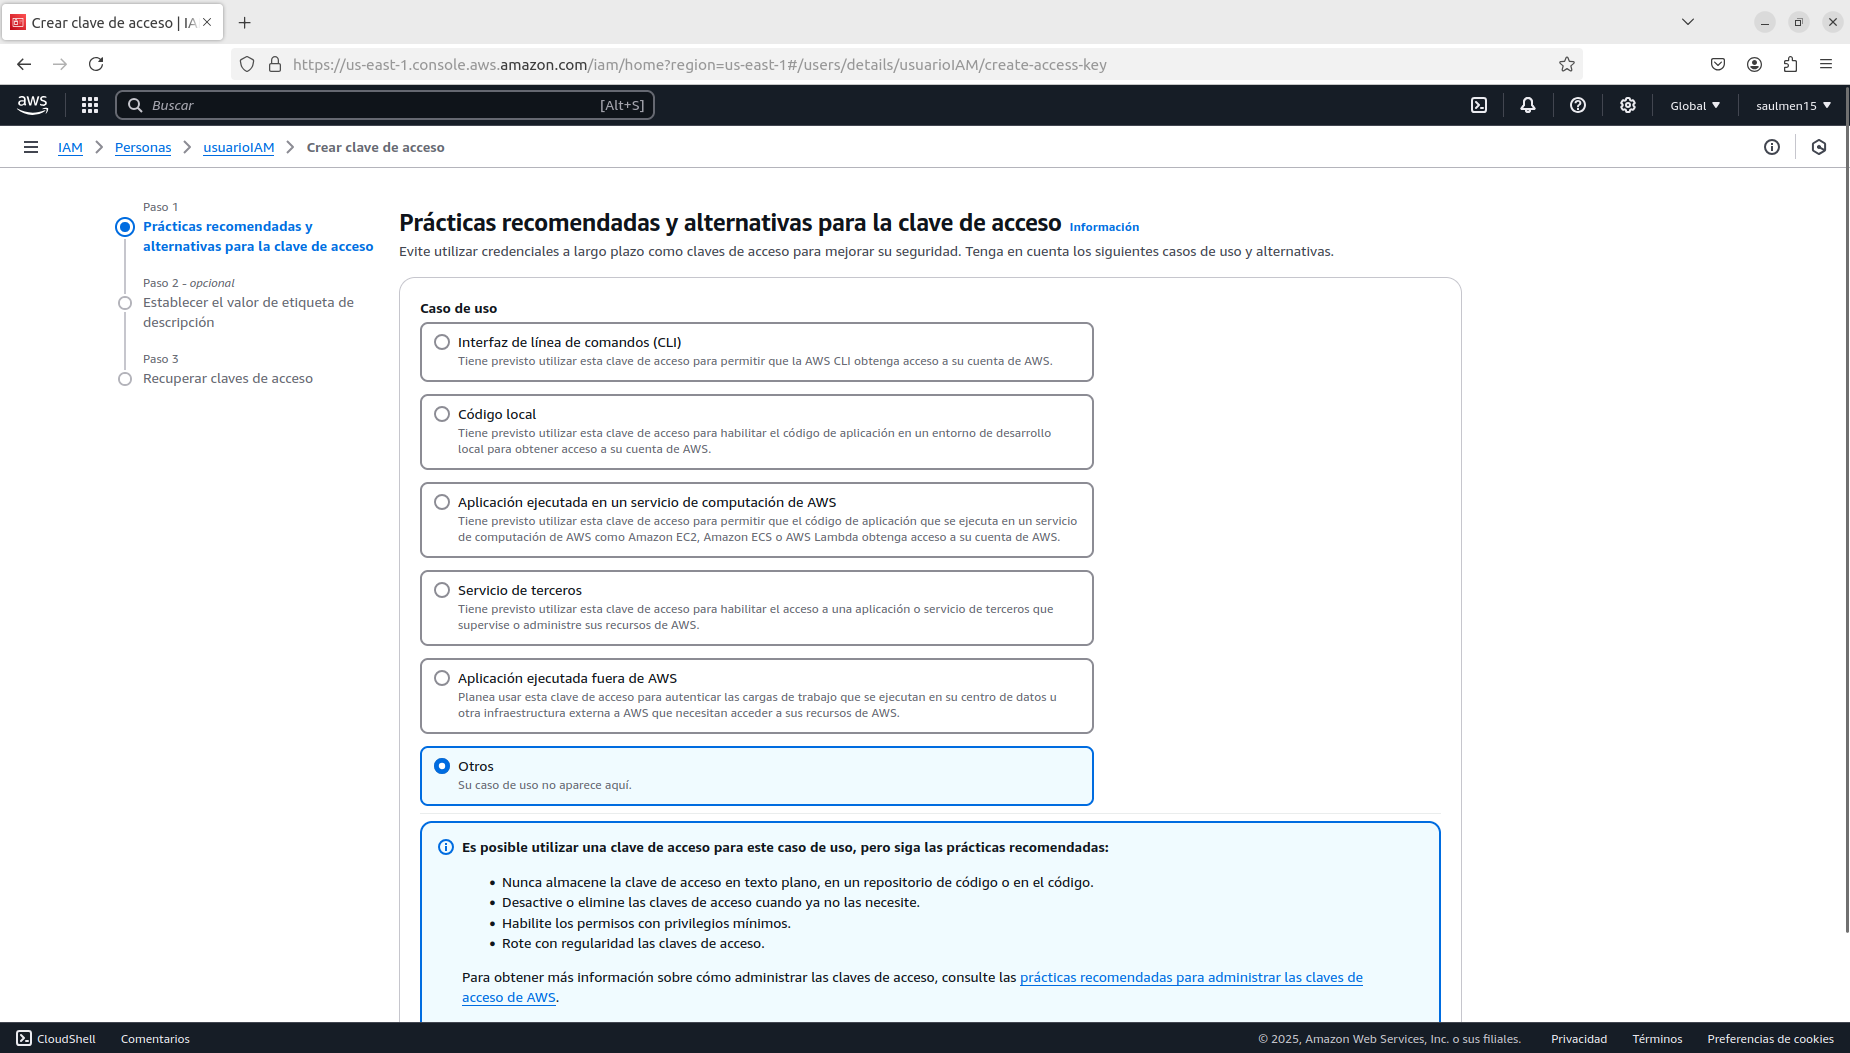 Crear clave de acceso | IA
https://us-east-1.console.aws.amazon.com/iam/home?region=us-east-1#/users/details/usuarioIAM/create-access-key
aws
Buscar
[Alt+S]
Global
saulmen15
IAM
Personas
usuarioIAM
Crear clave de acceso
Paso 1
Prácticas recomendadas y
alternativas para la clave de acceso
Paso 2 - opcional
Establecer el valor de etiqueta de
descripción
Paso 3
Recuperar claves de acceso
Prácticas recomendadas y alternativas para la clave de acceso Información
Evite utilizar credenciales a largo plazo como claves de acceso para mejorar su seguridad. Tenga en cuenta los siguientes casos de uso y alternativas.
Caso de uso
Interfaz de línea de comandos (CLI)
Tiene previsto utilizar esta clave de acceso para permitir que la AWS CLI obtenga acceso a su cuenta de AWS.
Código local
Tiene previsto utilizar esta clave de acceso para habilitar el código de aplicación en un entorno de desarrollo
local para obtener acceso a su cuenta de AWS.
Aplicación ejecutada en un servicio de computación de AWS
Tiene previsto utilizar esta clave de acceso para permitir que el código de aplicación que se ejecuta en un servicio
de computación de AWS como Amazon EC2, Amazon ECS o AWS Lambda obtenga acceso a su cuenta de AWS.
Servicio de terceros
Tiene previsto utilizar esta clave de acceso para habilitar el acceso a una aplicación o servicio de terceros que
supervise o administre sus recursos de AWS.
Aplicación ejecutada fuera de AWS
Planea usar esta clave de acceso para autenticar las cargas de trabajo que se ejecutan en su centro de datos u
otra infraestructura externa a AWS que necesitan acceder a sus recursos de AWS.
Otros
Su caso de uso no aparece aquí.
Es posible utilizar una clave de acceso para este caso de uso, pero siga las prácticas recomendadas:
• Nunca almacene la clave de acceso en texto plano, en un repositorio de código o en el código.
• Desactive o elimine las claves de acceso cuando ya no las necesite.
• Habilite los permisos con privilegios mínimos.
• Rote con regularidad las claves de acceso.
Para obtener más información sobre cómo administrar las claves de acceso, consulte las prácticas recomendadas para administrar las claves de
acceso de AWS.
CloudShell
Comentarios
© 2025, Amazon Web Services, Inc. o sus filiales.
Privacidad
Términos
Preferencias de cookies